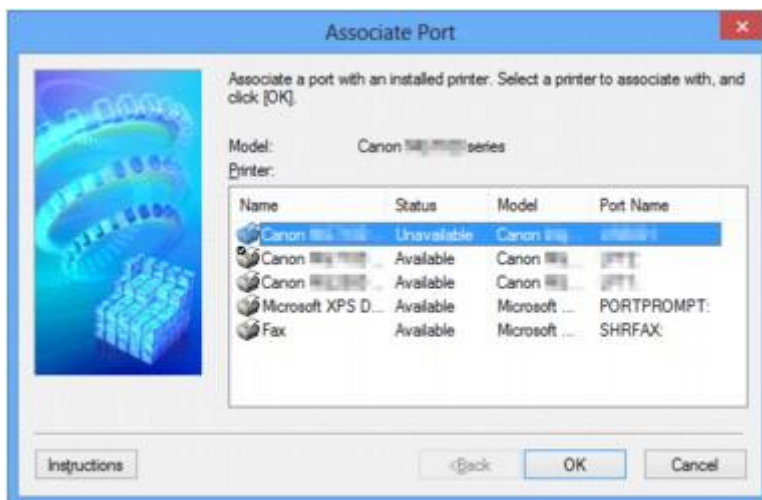 Associate Port
Associate a port with an installed printer. Select a printer to associate with, and
click [OK].
Model: Canon series
Printer:
Name Status Model Port Name
Canon Unavailable Canon
Canon ... Available Canon ...
Canon ... Available Canon ...
Microsoft XPS D... Available Microsoft ... PORTPROMPT:
Fax Available Microsoft ... SHRFAX:
Instructions <Back OK Cancel